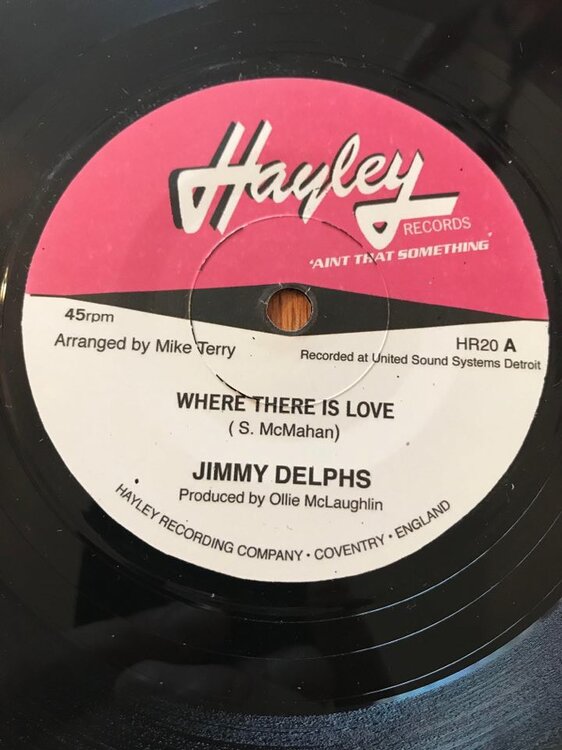 Hayley
RECORDS
'AINT THAT SOMETHING'
45rpm
HR20 A
Arranged by Mike Terry
Recorded at United Sound Systems Detroit
WHERE THERE IS LOVE
( S. McMahan)
JIMMY DELPHS
Produced by Ollie McLaughlin
HAYLEY RECORDING COMPANY • COVENTRY • ENGLAND